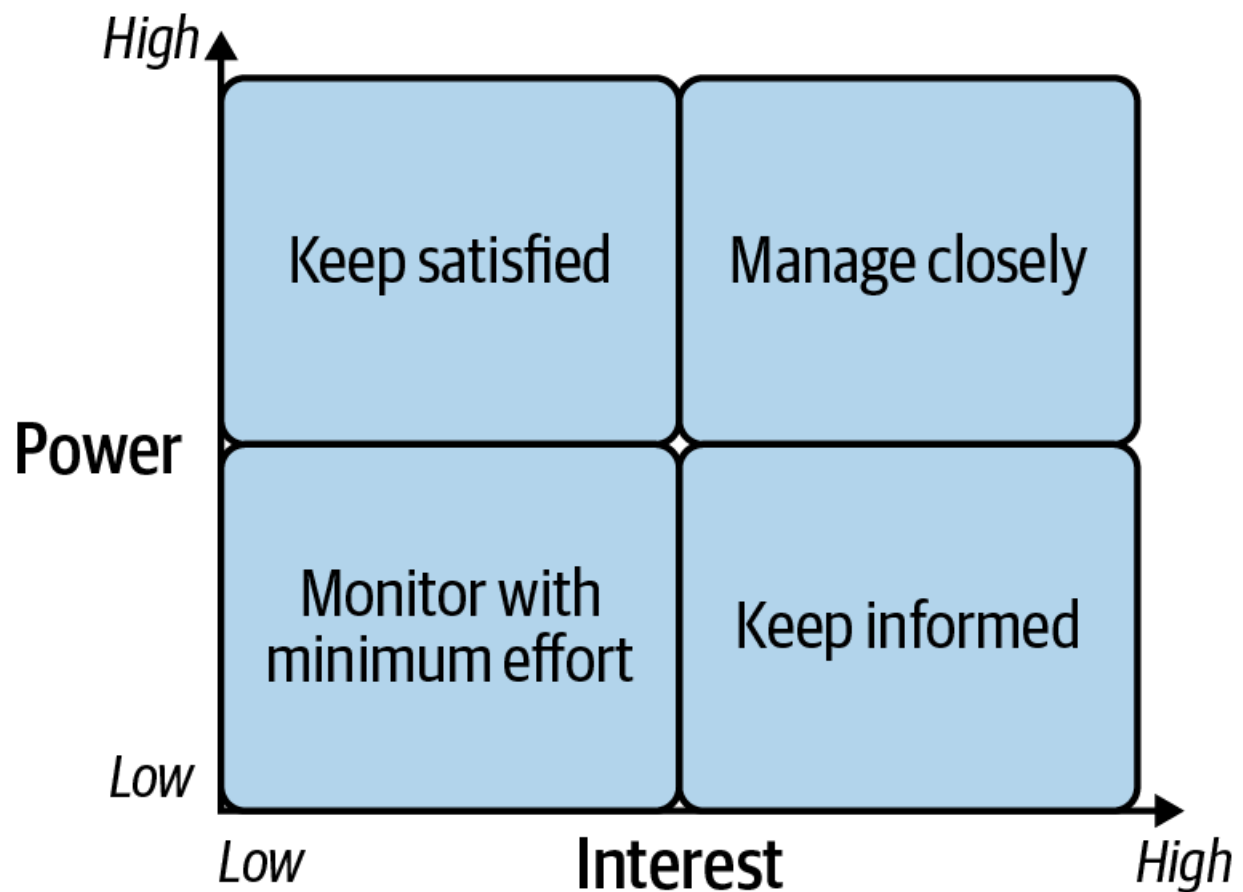 High
Keep satisfied
Manage closely
Power
Monitor with
minimum effort
Keep informed
Low
Low
Interest
High